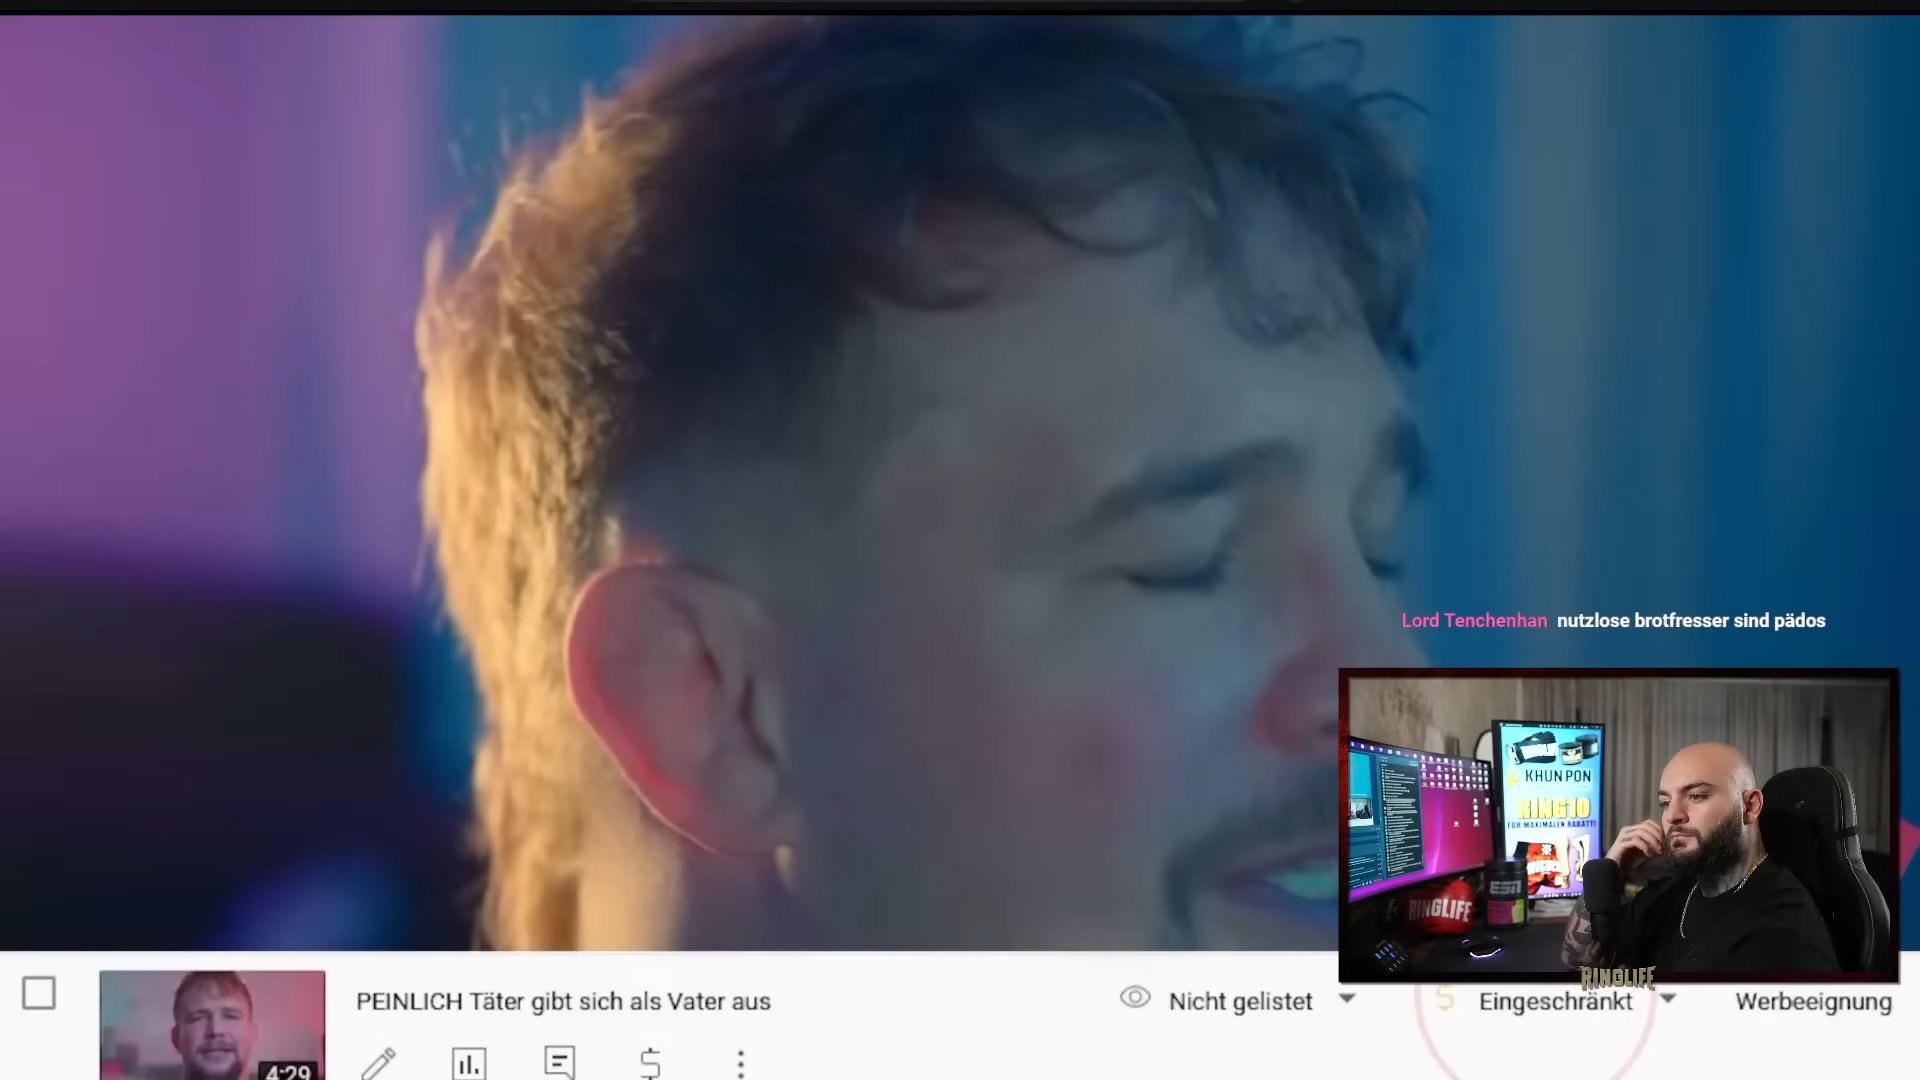 Lord Tenchenhan nutzlose brotfresser sind pädos
KHUN PON
RING10
FÜR MAXIMALEN RABATT!
ESN
RINGLIFE
RINGLIFE
PEINLICH Täter gibt sich als Vater aus
Nicht gelistet
Eingeschränkt
Werbeeignung
4:29